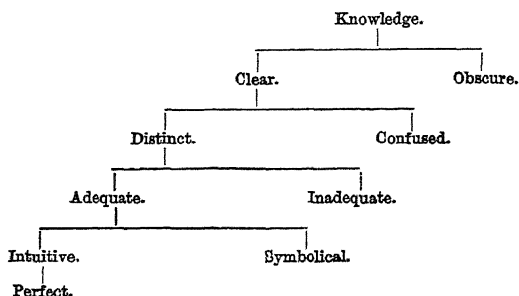 Knowledge.
Clear. Obscure.
Distinct. Confused.
Adequate. Inadequate.
Intuitive. Symbolical.
Perfect.